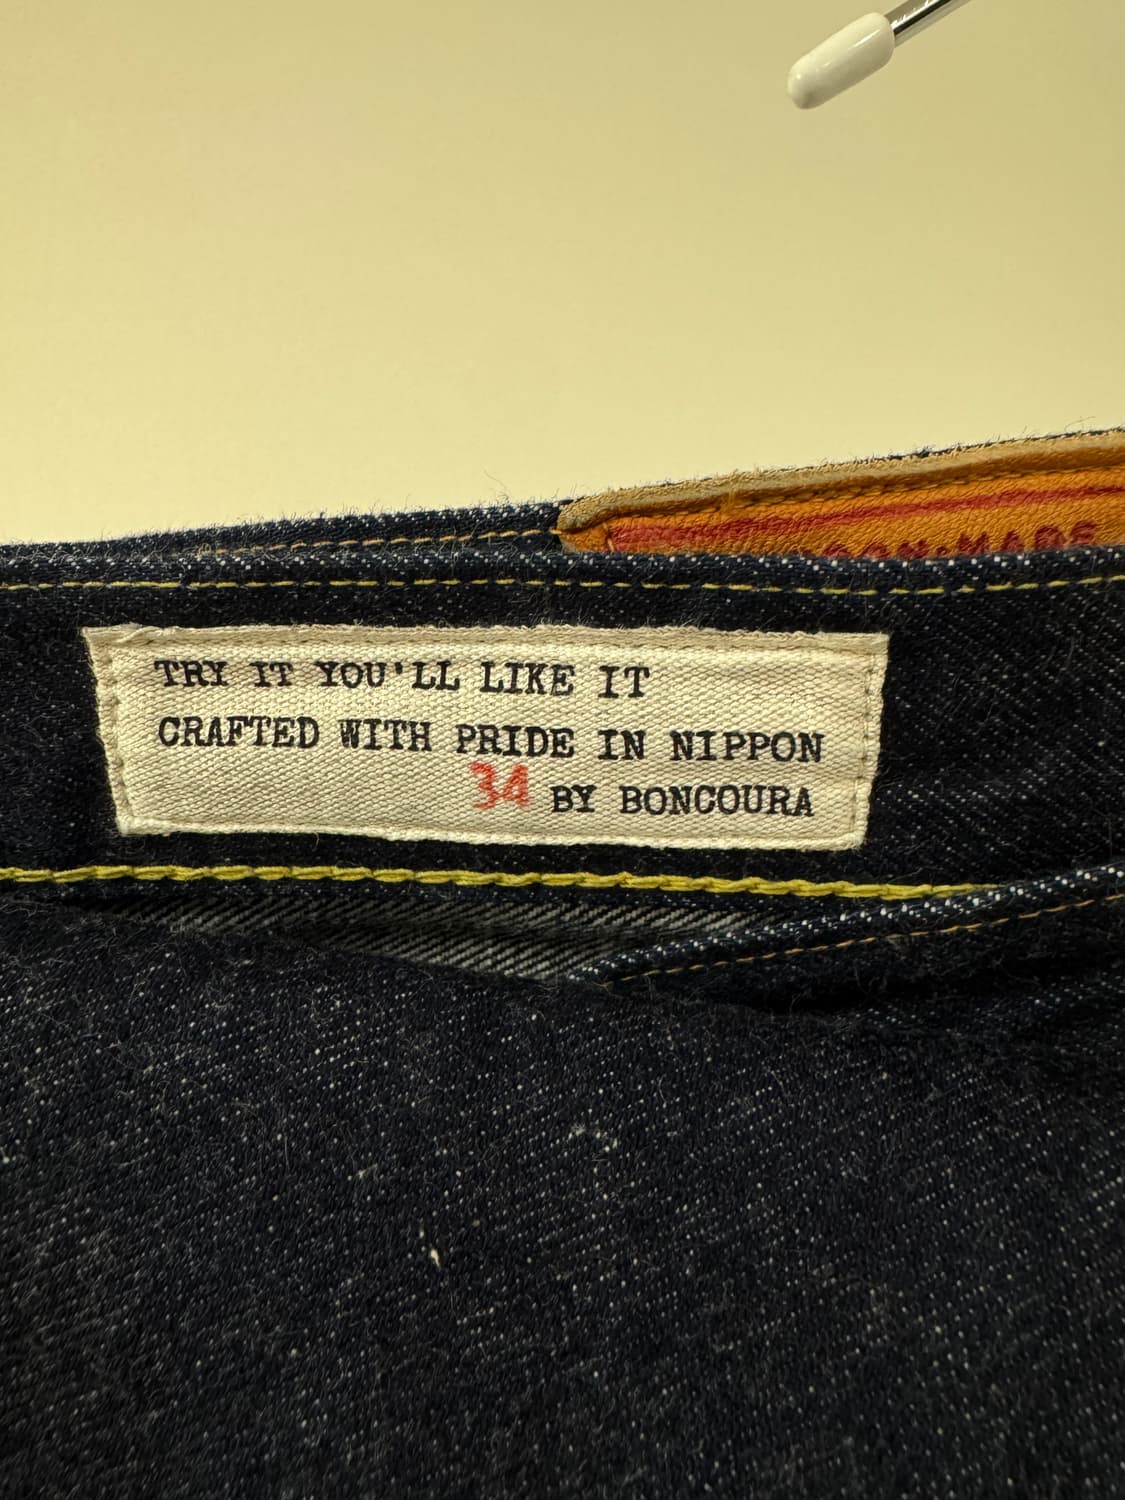 TRY IT YOU'LL LIKE IT
CRAFTED WITH PRIDE IN NIPPON
34 BY BONCOURA